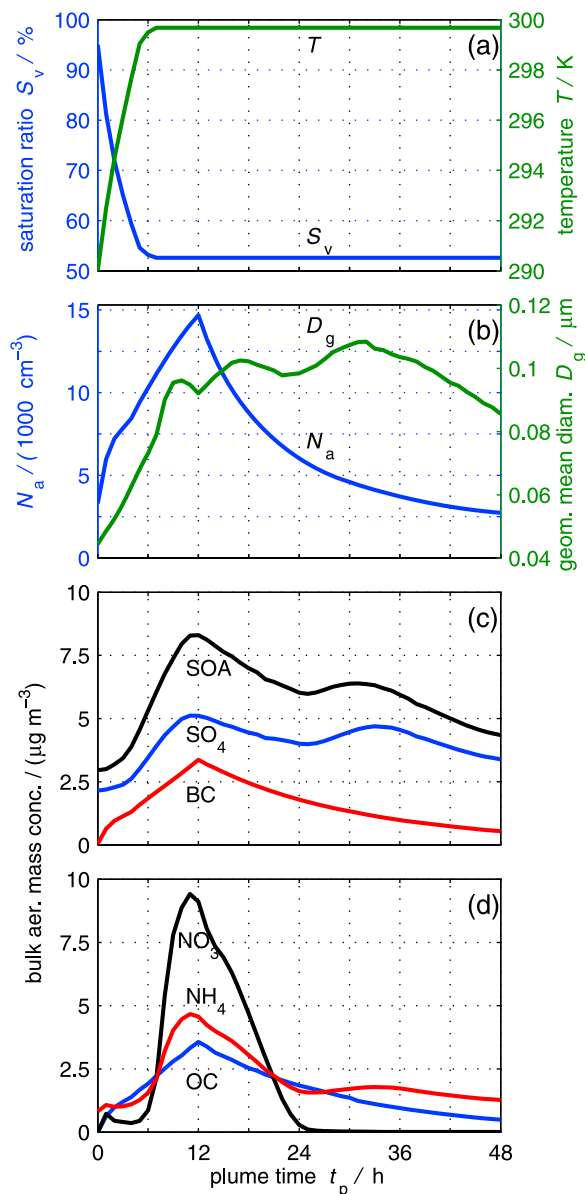 (a)
100
90
80
70
60
50
saturation ratio S_v / %
T
S_v
300
298
296
294
292
290
temperature T / K
(b)
15
10
5
0
N_a / (1000 cm⁻³)
D_g
N_a
0.12
0.1
0.08
0.06
0.04
geom. mean diam. D_g / μm
(c)
10
7.5
5
2.5
0
SOA
SO₄
BC
bulk aer. mass conc. / (μg m⁻³)
(d)
10
7.5
5
2.5
0
NO₃
NH₄
OC
0 12 24 36 48
plume time t_p / h